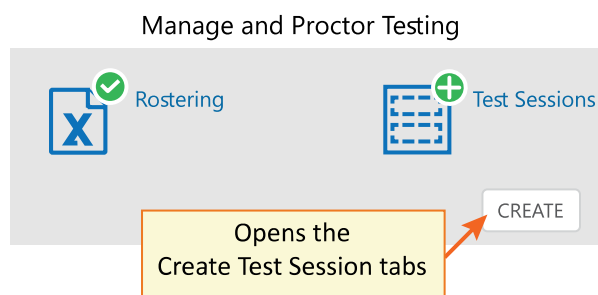 Manage and Proctor Testing
X
Rostering
Test Sessions
CREATE
Opens the
Create Test Session tabs